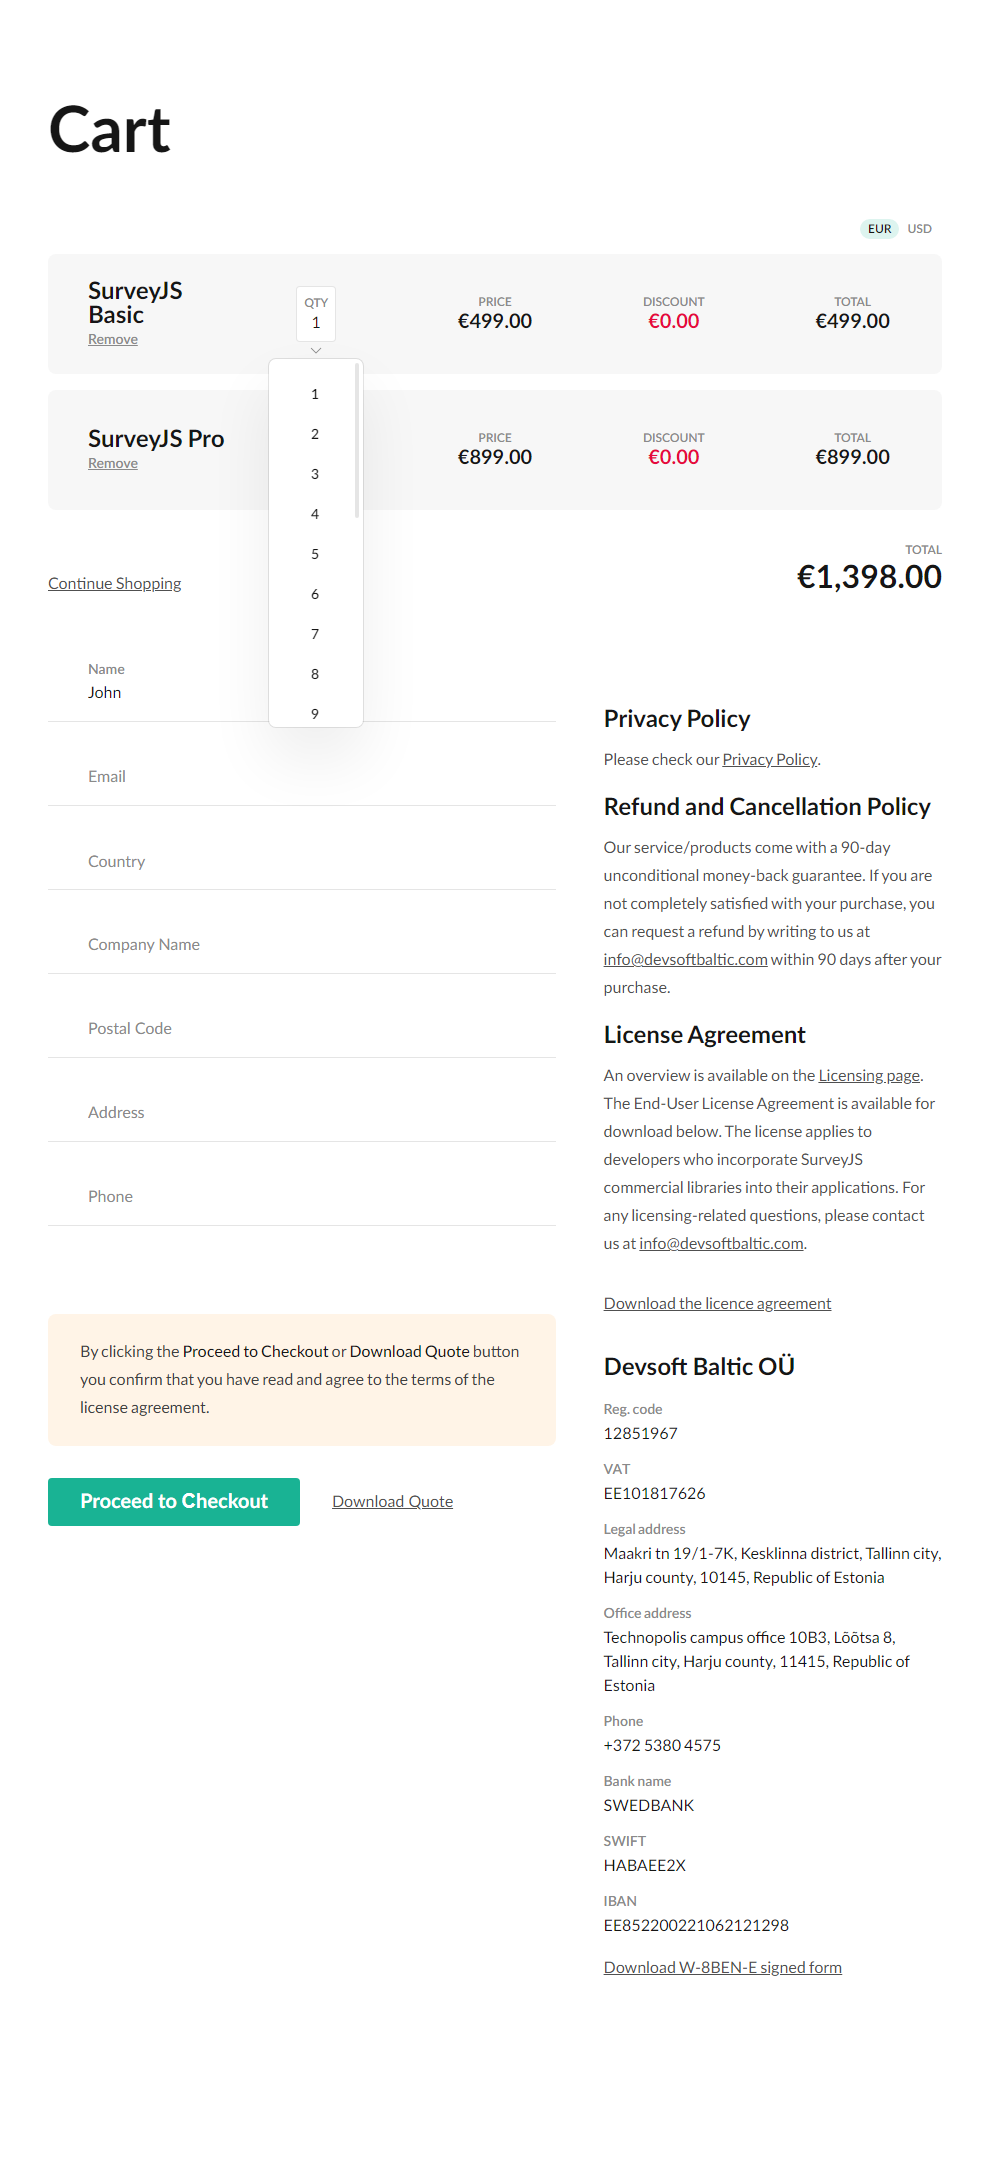 Cart
EUR USD
SurveyJS
Basic
Remove
QTY
1
PRICE
€499.00
DISCOUNT
€0.00
TOTAL
€499.00
1
2
3
4
5
6
7
8
9
SurveyJS Pro
Remove
PRICE
€899.00
DISCOUNT
€0.00
TOTAL
€899.00
Continue Shopping
TOTAL
€1,398.00
Name
John
Email
Country
Company Name
Postal Code
Address
Phone
By clicking the Proceed to Checkout or Download Quote button
you confirm that you have read and agree to the terms of the
license agreement.
Proceed to Checkout
Download Quote
Privacy Policy
Please check our Privacy Policy.
Refund and Cancellation Policy
Our service/products come with a 90-day
unconditional money-back guarantee. If you are
not completely satisfied with your purchase, you
can request a refund by writing to us at
info@devsoftbaltic.com within 90 days after your
purchase.
License Agreement
An overview is available on the Licensing page.
The End-User License Agreement is available for
download below. The license applies to
developers who incorporate SurveyJS
commercial libraries into their applications. For
any licensing-related questions, please contact
us at info@devsoftbaltic.com.
Download the licence agreement
Devsoft Baltic OÜ
Reg. code
12851967
VAT
EE101817626
Legal address
Maakri tn 19/1-7K, Kesklinna district, Tallinn city,
Harju county, 10145, Republic of Estonia
Office address
Technopolis campus office 10B3, Lõõtsa 8,
Tallinn city, Harju county, 11415, Republic of
Estonia
Phone
+372 5380 4575
Bank name
SWEDBANK
SWIFT
HABAEE2X
IBAN
EE852200221062121298
Download W-8BEN-E signed form